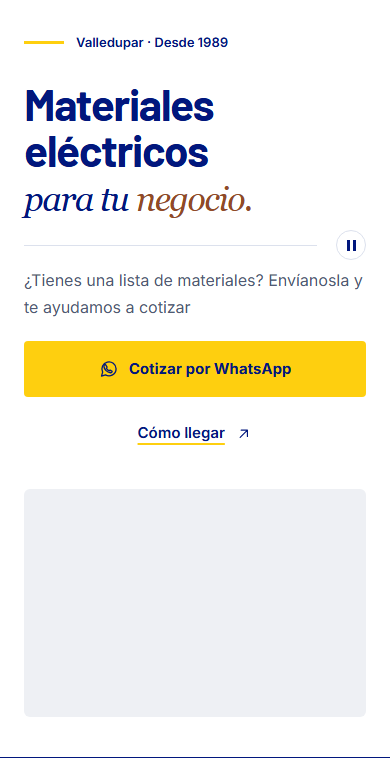 Valledupar · Desde 1989
Materiales
eléctricos
para tu negocio.
¿Tienes una lista de materiales? Envíanosla y
te ayudamos a cotizar
Cotizar por WhatsApp
Cómo llegar